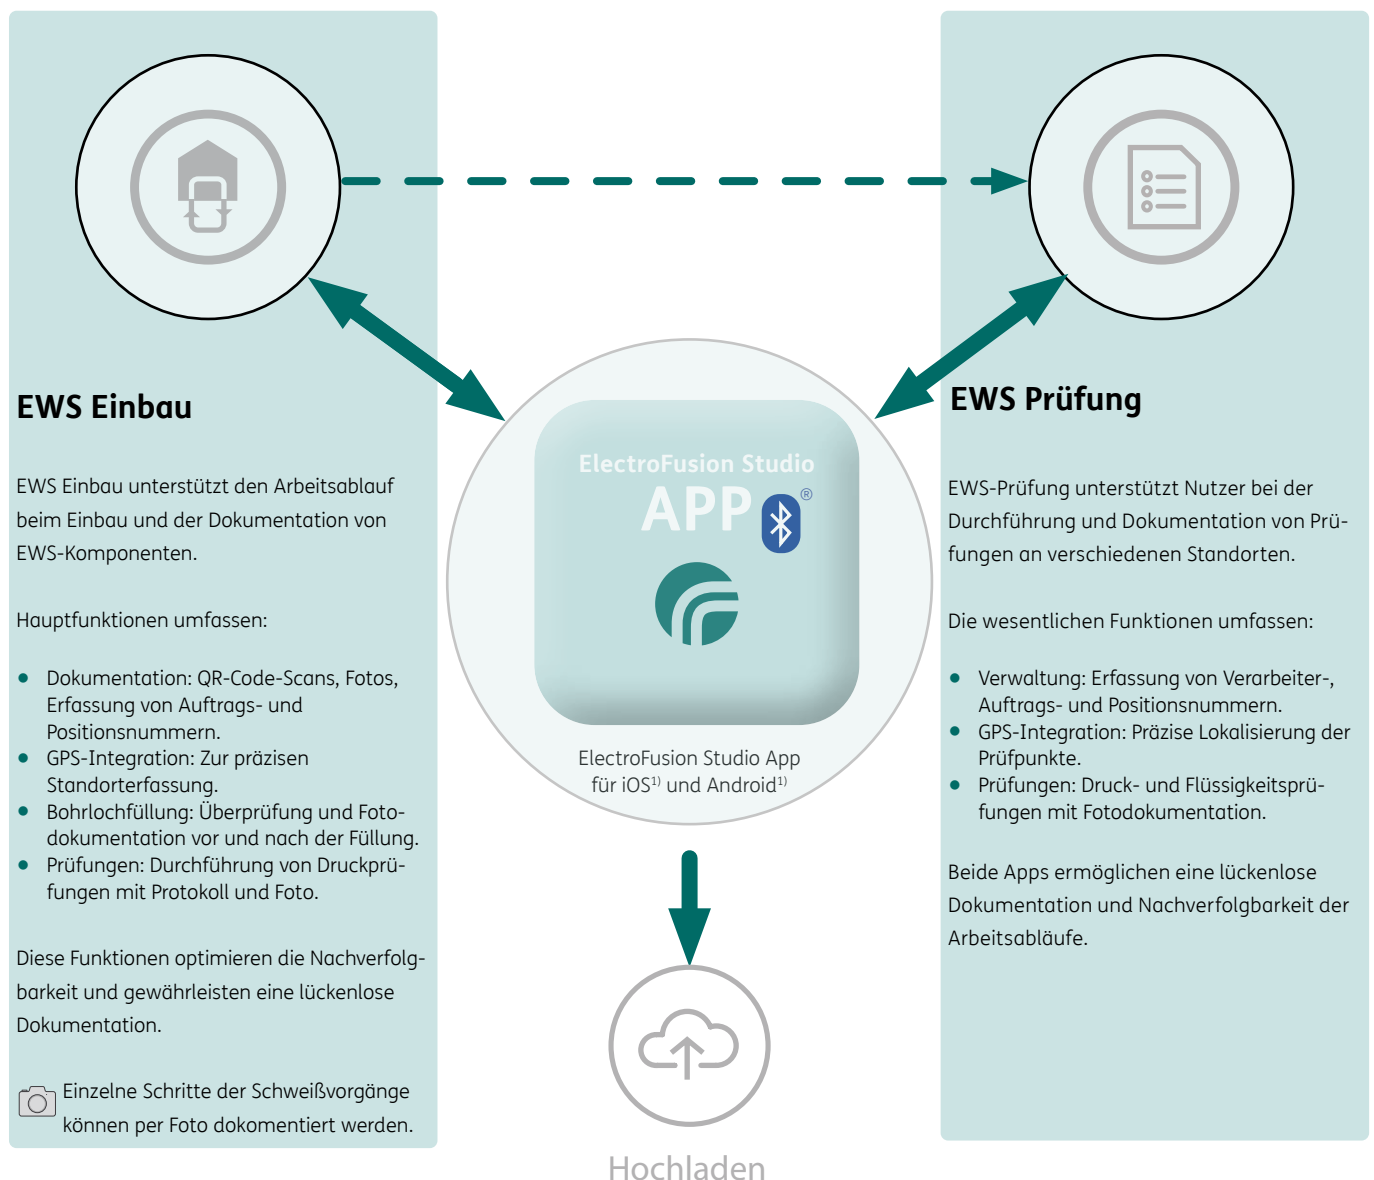 EWS Einbau
EWS Einbau unterstützt den Arbeitsablauf
beim Einbau und der Dokumentation von
EWS-Komponenten.
Hauptfunktionen umfassen:
• Dokumentation: QR-Code-Scans, Fotos,
Erfassung von Auftrags- und
Positionsnummern.
• GPS-Integration: Zur präzisen
Standorterfassung.
• Bohrlochfüllung: Überprüfung und Foto-
dokumentation vor und nach der Füllung.
• Prüfungen: Durchführung von Druckprü-
fungen mit Protokoll und Foto.
Diese Funktionen optimieren die Nachverfolg-
barkeit und gewährleisten eine lückenlose
Dokumentation.
Einzelne Schritte der Schweißvorgänge
können per Foto dokomentiert werden.
ElectroFusion Studio
APP ®
ElectroFusion Studio App
für iOS1) und Android1)
Hochladen
EWS Prüfung
EWS-Prüfung unterstützt Nutzer bei der
Durchführung und Dokumentation von Prü-
fungen an verschiedenen Standorten.
Die wesentlichen Funktionen umfassen:
• Verwaltung: Erfassung von Verarbeiter-,
Auftrags- und Positionsnummern.
• GPS-Integration: Präzise Lokalisierung der
Prüfpunkte.
• Prüfungen: Druck- und Flüssigkeitsprü-
fungen mit Fotodokumentation.
Beide Apps ermöglichen eine lückenlose
Dokumentation und Nachverfolgbarkeit der
Arbeitsabläufe.